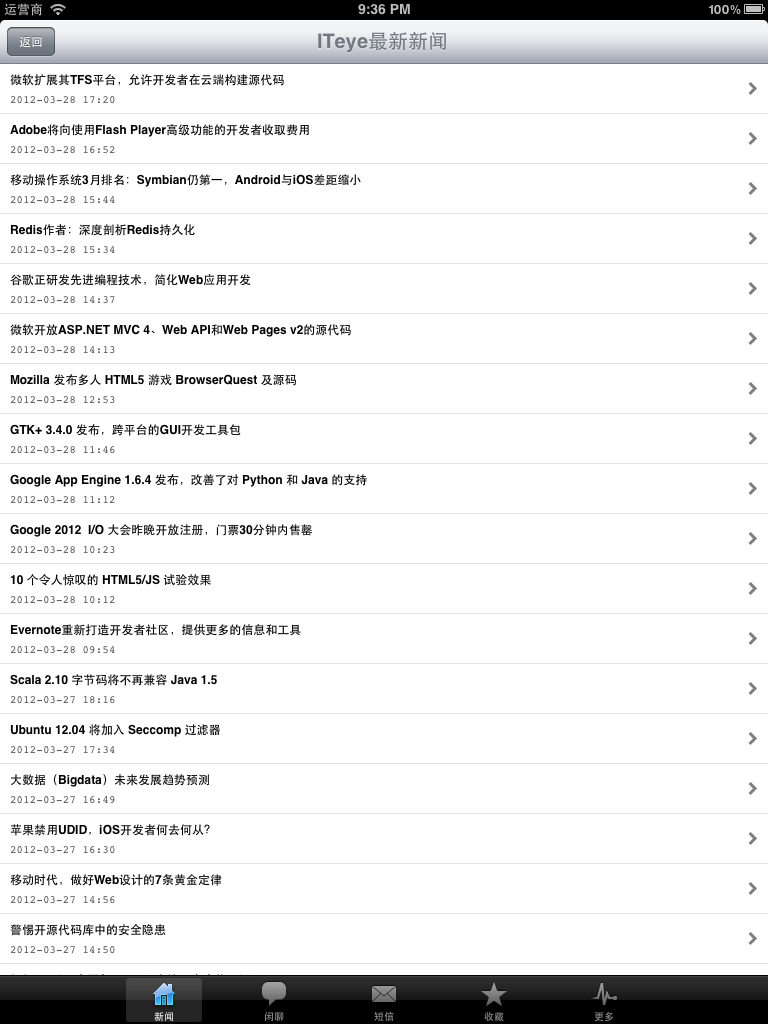 运营商 9:36 PM 100%
返回 ITeye最新新闻
微软扩展其TFS平台，允许开发者在云端构建源代码
2012-03-28 17:20
Adobe将向使用Flash Player高级功能的开发者收取费用
2012-03-28 16:52
移动操作系统3月排名：Symbian仍第一，Android与iOS差距缩小
2012-03-28 15:44
Redis作者：深度剖析Redis持久化
2012-03-28 15:34
谷歌正研发先进编程技术，简化Web应用开发
2012-03-28 14:37
微软开放ASP.NET MVC 4、Web API和Web Pages v2的源代码
2012-03-28 14:13
Mozilla 发布多人 HTML5 游戏 BrowserQuest 及源码
2012-03-28 12:53
GTK+ 3.4.0 发布，跨平台的GUI开发工具包
2012-03-28 11:46
Google App Engine 1.6.4 发布，改善了对 Python 和 Java 的支持
2012-03-28 11:12
Google 2012 I/O 大会昨晚开放注册，门票30分钟内售罄
2012-03-28 10:23
10 个令人惊叹的 HTML5/JS 试验效果
2012-03-28 10:12
Evernote重新打造开发者社区，提供更多的信息和工具
2012-03-28 09:54
Scala 2.10 字节码将不再兼容 Java 1.5
2012-03-27 18:16
Ubuntu 12.04 将加入 Seccomp 过滤器
2012-03-27 17:34
大数据（Bigdata）未来发展趋势预测
2012-03-27 16:49
苹果禁用UDID，iOS开发者何去何从？
2012-03-27 16:30
移动时代，做好Web设计的7条黄金定律
2012-03-27 14:56
警惕开源代码库中的安全隐患
2012-03-27 14:50
新闻 闲聊 短信 收藏 更多